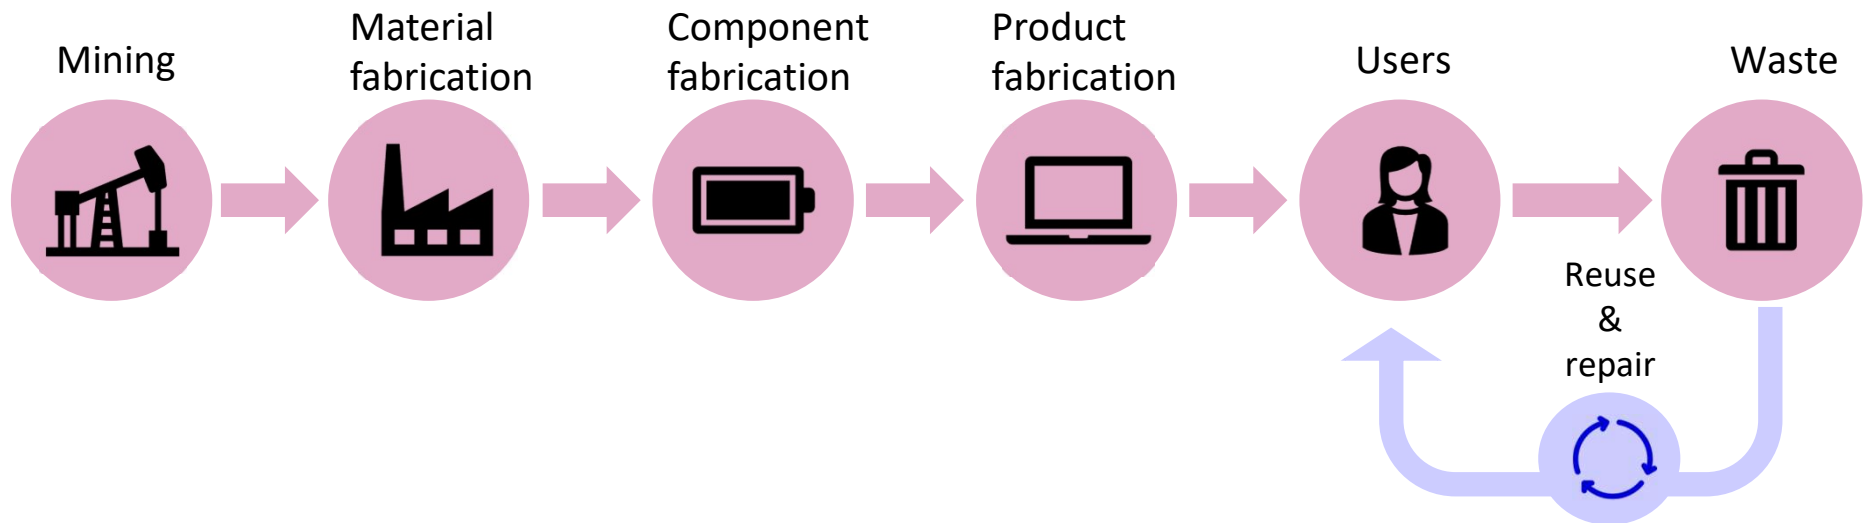 Mining
Material
fabrication
Component
fabrication
Product
fabrication
Users
Waste
Reuse
&
repair